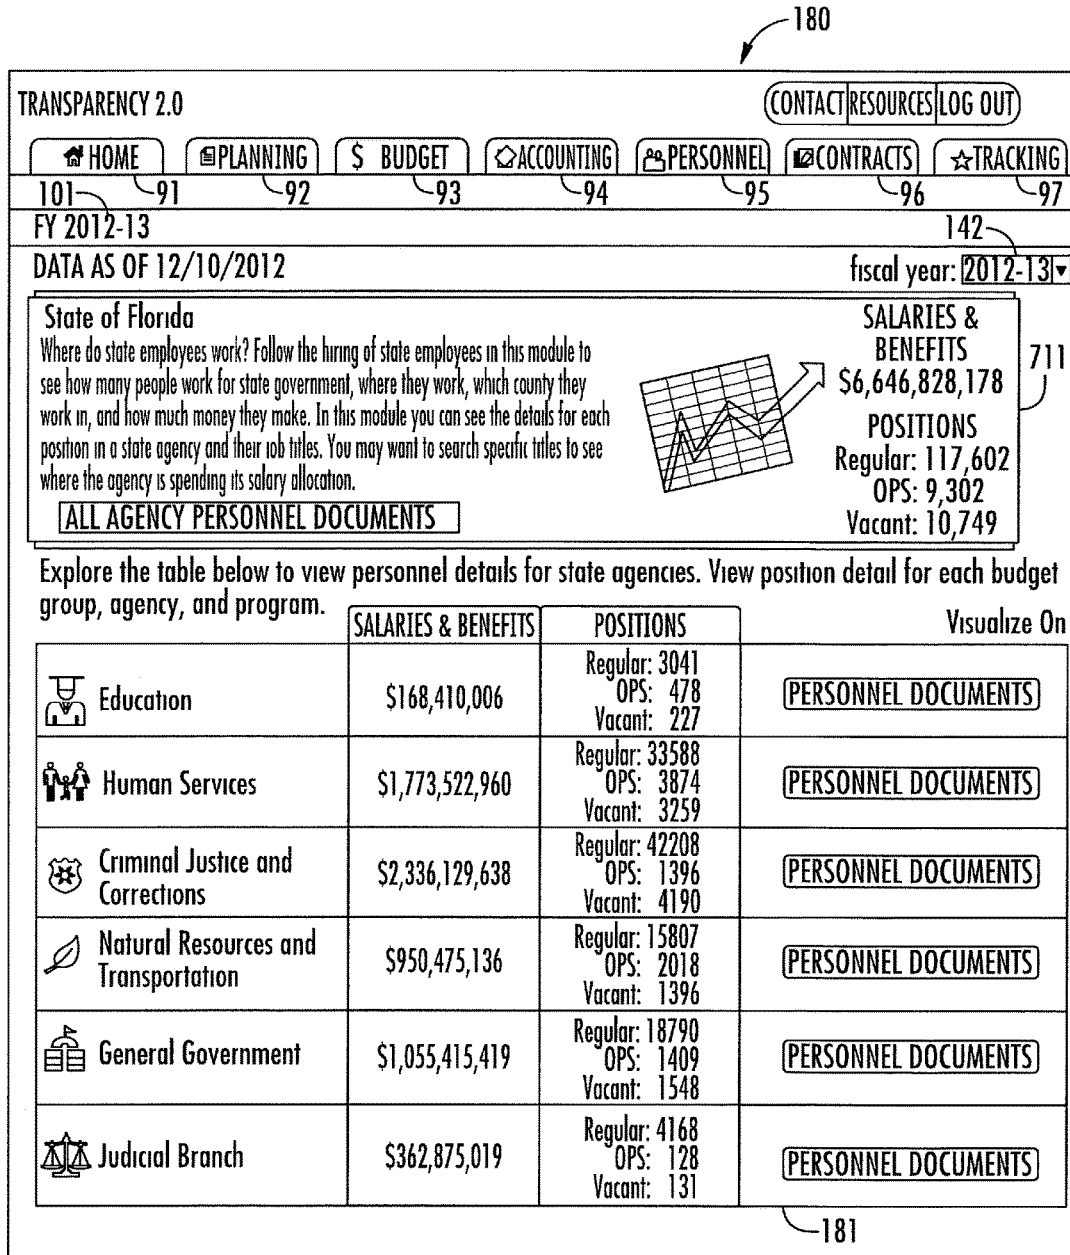 180
TRANSPARENCY 2.0
CONTACT RESOURCES LOG OUT
HOME PLANNING $ BUDGET ACCOUNTING PERSONNEL CONTRACTS TRACKING
101 91 92 93 94 95 96 97
FY 2012-13 142
DATA AS OF 12/10/2012 fiscal year: 2012-13
State of Florida
Where do state employees work? Follow the hiring of state employees in this module to
see how many people work for state government, where they work, which county they
work in, and how much money they make. In this module you can see the details for each
position in a state agency and their job titles. You may want to search specific titles to see
where the agency is spending its salary allocation.
ALL AGENCY PERSONNEL DOCUMENTS
SALARIES &
BENEFITS
$6,646,828,178
POSITIONS
Regular: 117,602
OPS: 9,302
Vacant: 10,749
711
Explore the table below to view personnel details for state agencies. View position detail for each budget
group, agency, and program.
SALARIES & BENEFITS POSITIONS Visualize On
Education $168,410,006
Regular: 3041
OPS: 478
Vacant: 227
PERSONNEL DOCUMENTS
Human Services $1,773,522,960
Regular: 33588
OPS: 3874
Vacant: 3259
PERSONNEL DOCUMENTS
Criminal Justice and
Corrections
$2,336,129,638
Regular: 42208
OPS: 1396
Vacant: 4190
PERSONNEL DOCUMENTS
Natural Resources and
Transportation
$950,475,136
Regular: 15807
OPS: 2018
Vacant: 1396
PERSONNEL DOCUMENTS
General Government $1,055,415,419
Regular: 18790
OPS: 1409
Vacant: 1548
PERSONNEL DOCUMENTS
Judicial Branch $362,875,019
Regular: 4168
OPS: 128
Vacant: 131
PERSONNEL DOCUMENTS
181